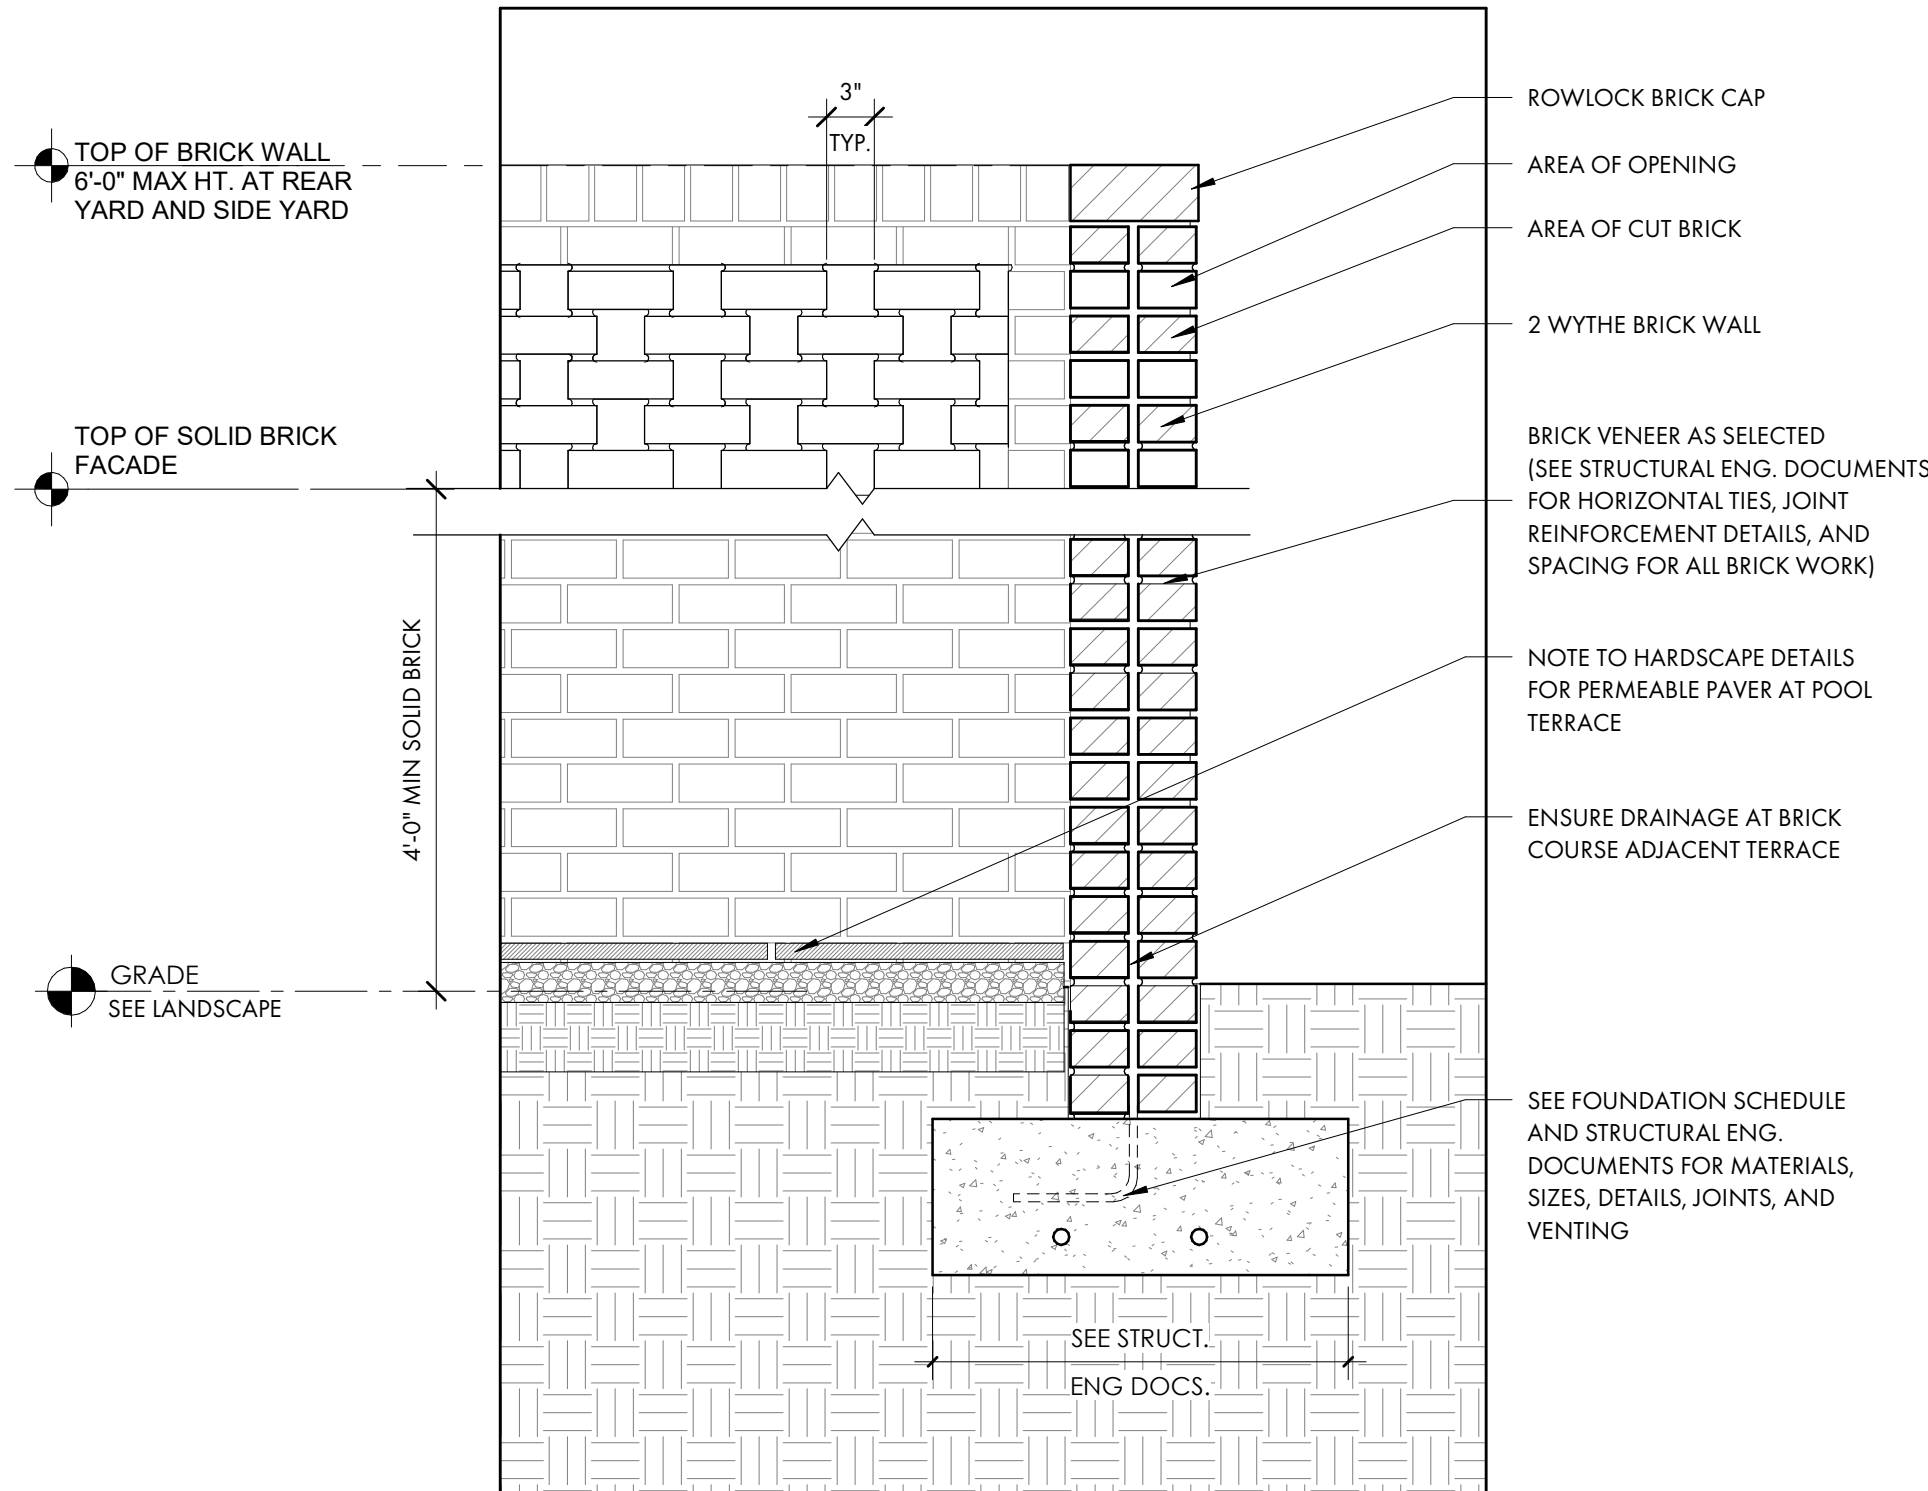 3"
TYP.
TOP OF BRICK WALL
6'-0" MAX HT. AT REAR
YARD AND SIDE YARD
TOP OF SOLID BRICK
FACADE
4'-0" MIN SOLID BRICK
GRADE
SEE LANDSCAPE
ROWLOCK BRICK CAP
AREA OF OPENING
AREA OF CUT BRICK
2 WYTHE BRICK WALL
BRICK VENEER AS SELECTED
(SEE STRUCTURAL ENG. DOCUMENTS
FOR HORIZONTAL TIES, JOINT
REINFORCEMENT DETAILS, AND
SPACING FOR ALL BRICK WORK)
NOTE TO HARDSCAPE DETAILS
FOR PERMEABLE PAVER AT POOL
TERRACE
ENSURE DRAINAGE AT BRICK
COURSE ADJACENT TERRACE
SEE FOUNDATION SCHEDULE
AND STRUCTURAL ENG.
DOCUMENTS FOR MATERIALS,
SIZES, DETAILS, JOINTS, AND
VENTING
SEE STRUCT.
ENG DOCS.